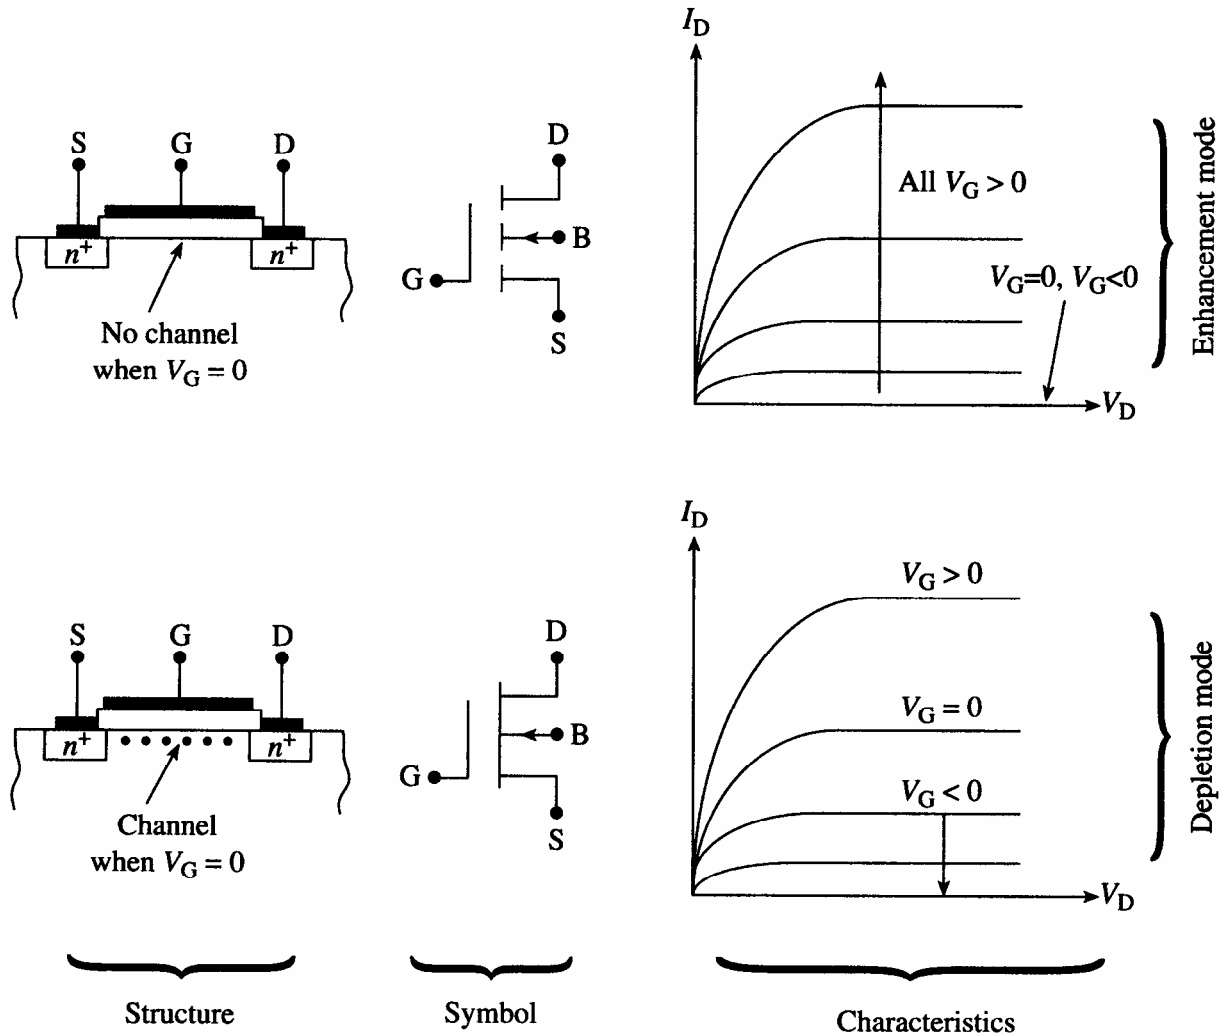 I_D
S G D
D
n+ n+
B
G
S
No channel
when V_G = 0
All V_G > 0
V_G=0, V_G<0
V_D
Enhancement mode
I_D
S G D
D
n+ n+
B
G
S
Channel
when V_G = 0
V_G > 0
V_G = 0
V_G < 0
V_D
Depletion mode
Structure
Symbol
Characteristics